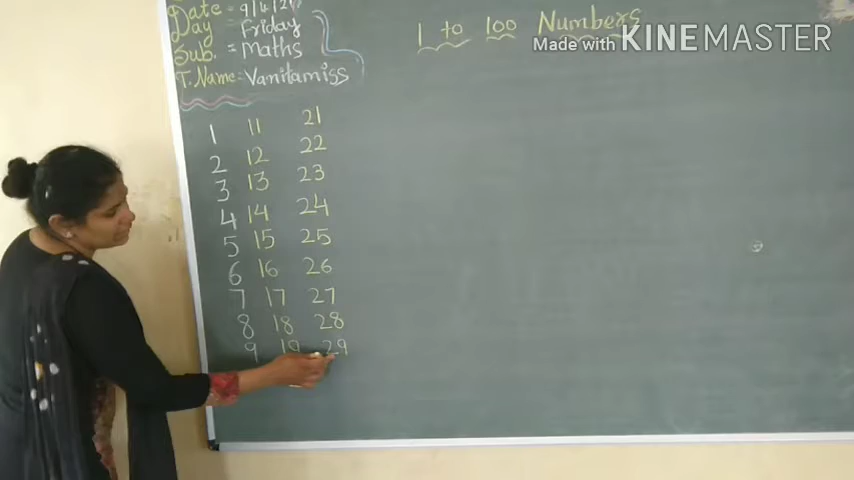 Date = 9/4/21
Day = Friday
Sub. = Maths
T. Name = Vanitamiss
1 to 100 Numbers
Made with KINEMASTER
1 11 21
2 12 22
3 13 23
4 14 24
5 15 25
6 16 26
7 17 27
8 18 28
9 19 29